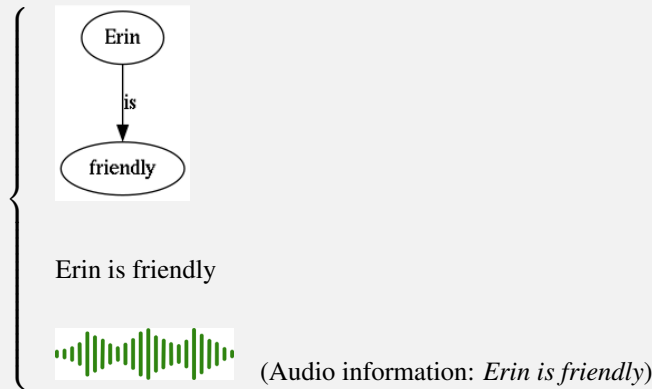 Erin
is
friendly
Erin is friendly
(Audio information: Erin is friendly)